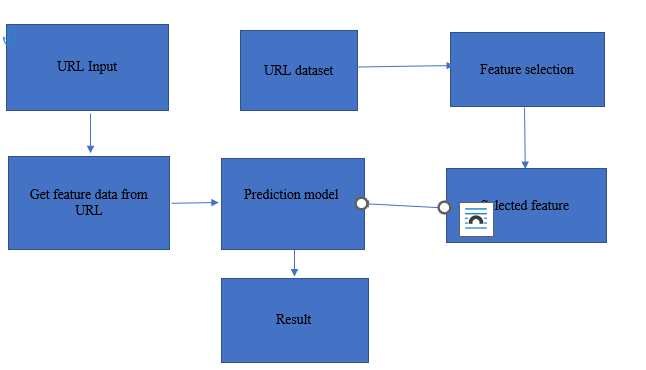 URL Input
URL dataset
Feature selection
Get feature data from
URL
Prediction model
feature
Result